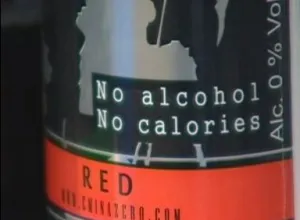 No alcohol
No calories
Alc. 0 % Vol
RED